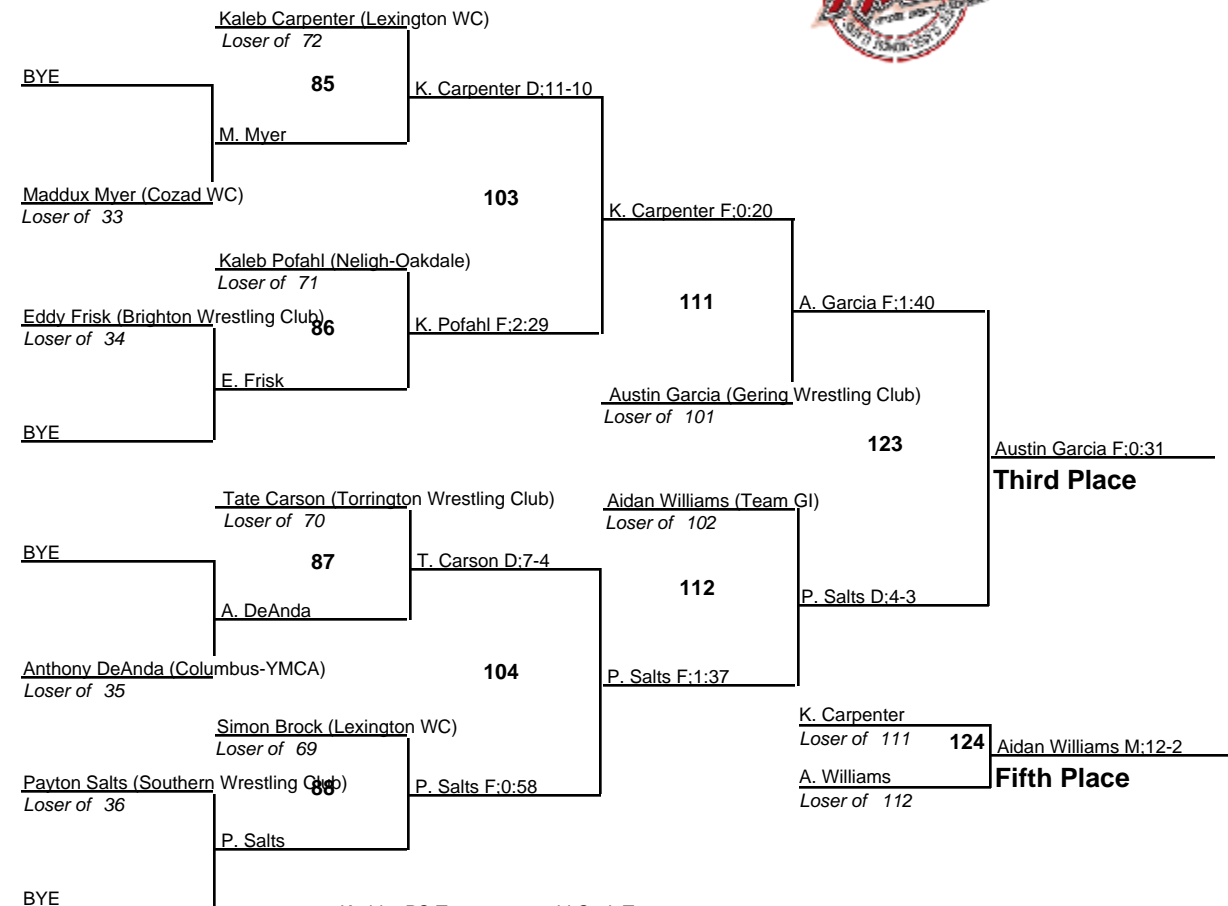 Kaleb Carpenter (Lexington WC)
Loser of 72
BYE
85
K. Carpenter D;11-10
M. Myer
Maddux Myer (Cozad WC)
Loser of 33
103
K. Carpenter F;0:20
Kaleb Pofahl (Neligh-Oakdale)
Loser of 71
Eddy Frisk (Brighton Wrestling Club)
Loser of 34
86
K. Pofahl F;2:29
111
A. Garcia F;1:40
E. Frisk
Austin Garcia (Gering Wrestling Club)
Loser of 101
BYE
123
Austin Garcia F;0:31
Third Place
Tate Carson (Torrington Wrestling Club)
Loser of 70
Aidan Williams (Team GI)
Loser of 102
BYE
87
T. Carson D;7-4
112
A. DeAnda
P. Salts D;4-3
Anthony DeAnda (Columbus-YMCA)
Loser of 35
104
P. Salts F;1:37
Simon Brock (Lexington WC)
Loser of 69
K. Carpenter
Loser of 111
124
Aidan Williams M;12-2
Fifth Place
Payton Salts (Southern Wrestling Club)
Loser of 36
88
P. Salts F;0:58
A. Williams
Loser of 112
P. Salts
BYE